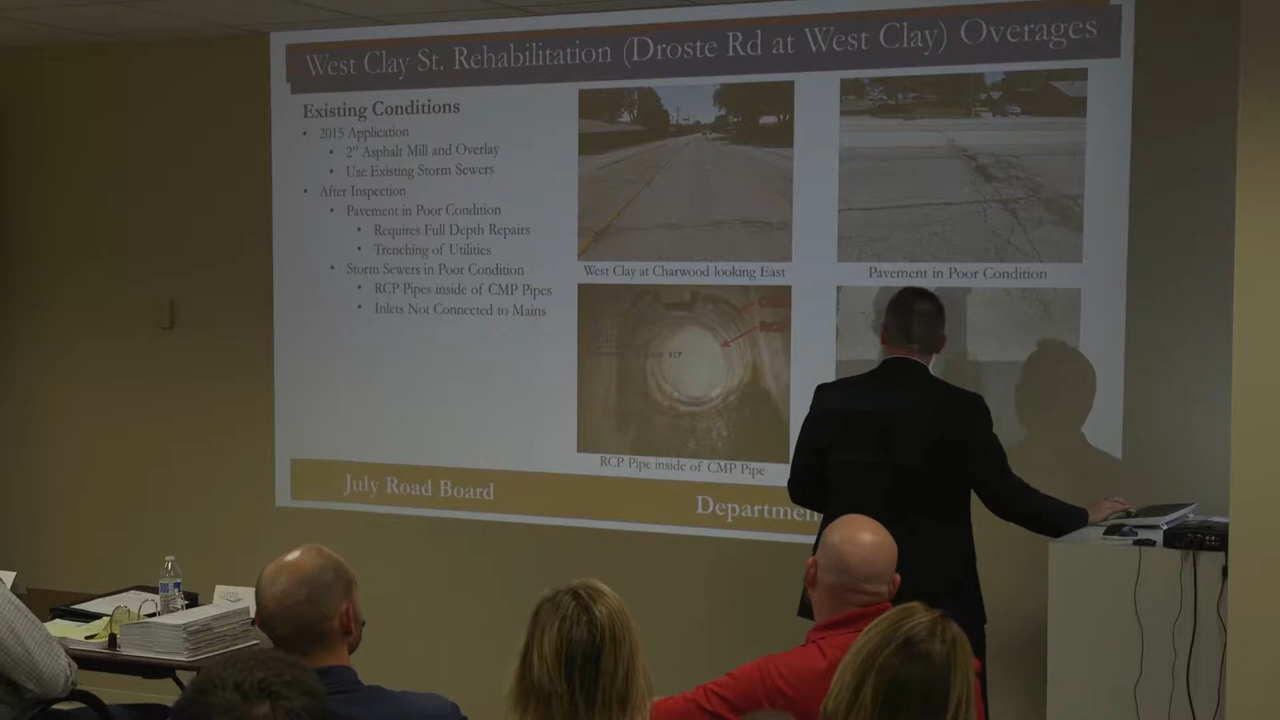 West Clay St. Rehabilitation (Droste Rd at West Clay) Overages
Existing Conditions
• 2015 Application
• 2" Asphalt Mill and Overlay
• Use Existing Storm Sewers
• After Inspection
• Pavement in Poor Condition
• Requires Full Depth Repairs
• Trenching of Utilities
• Storm Sewers in Poor Condition
• RCP Pipes inside of CMP Pipes
• Inlets Not Connected to Mains
West Clay at Charwood looking East
Pavement in Poor Condition
RCP
RCP Pipe inside of CMP Pipe
July Road Board
Departmen